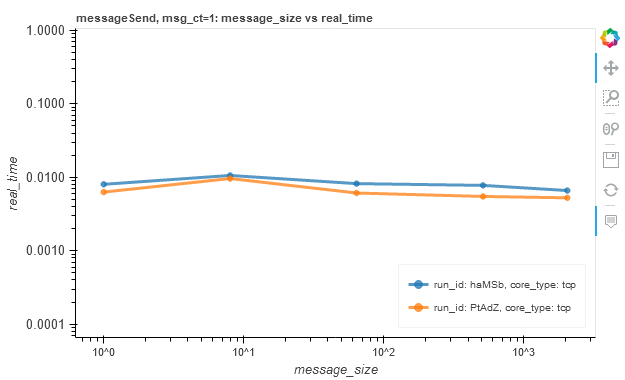 messageSend, msg_ct=1: message_size vs real_time
1.0000
0.1000
0.0100
0.0010
0.0001
real_time
10^0
10^1
10^2
10^3
message_size
run_id: haMSb, core_type: tcp
run_id: PtAdZ, core_type: tcp